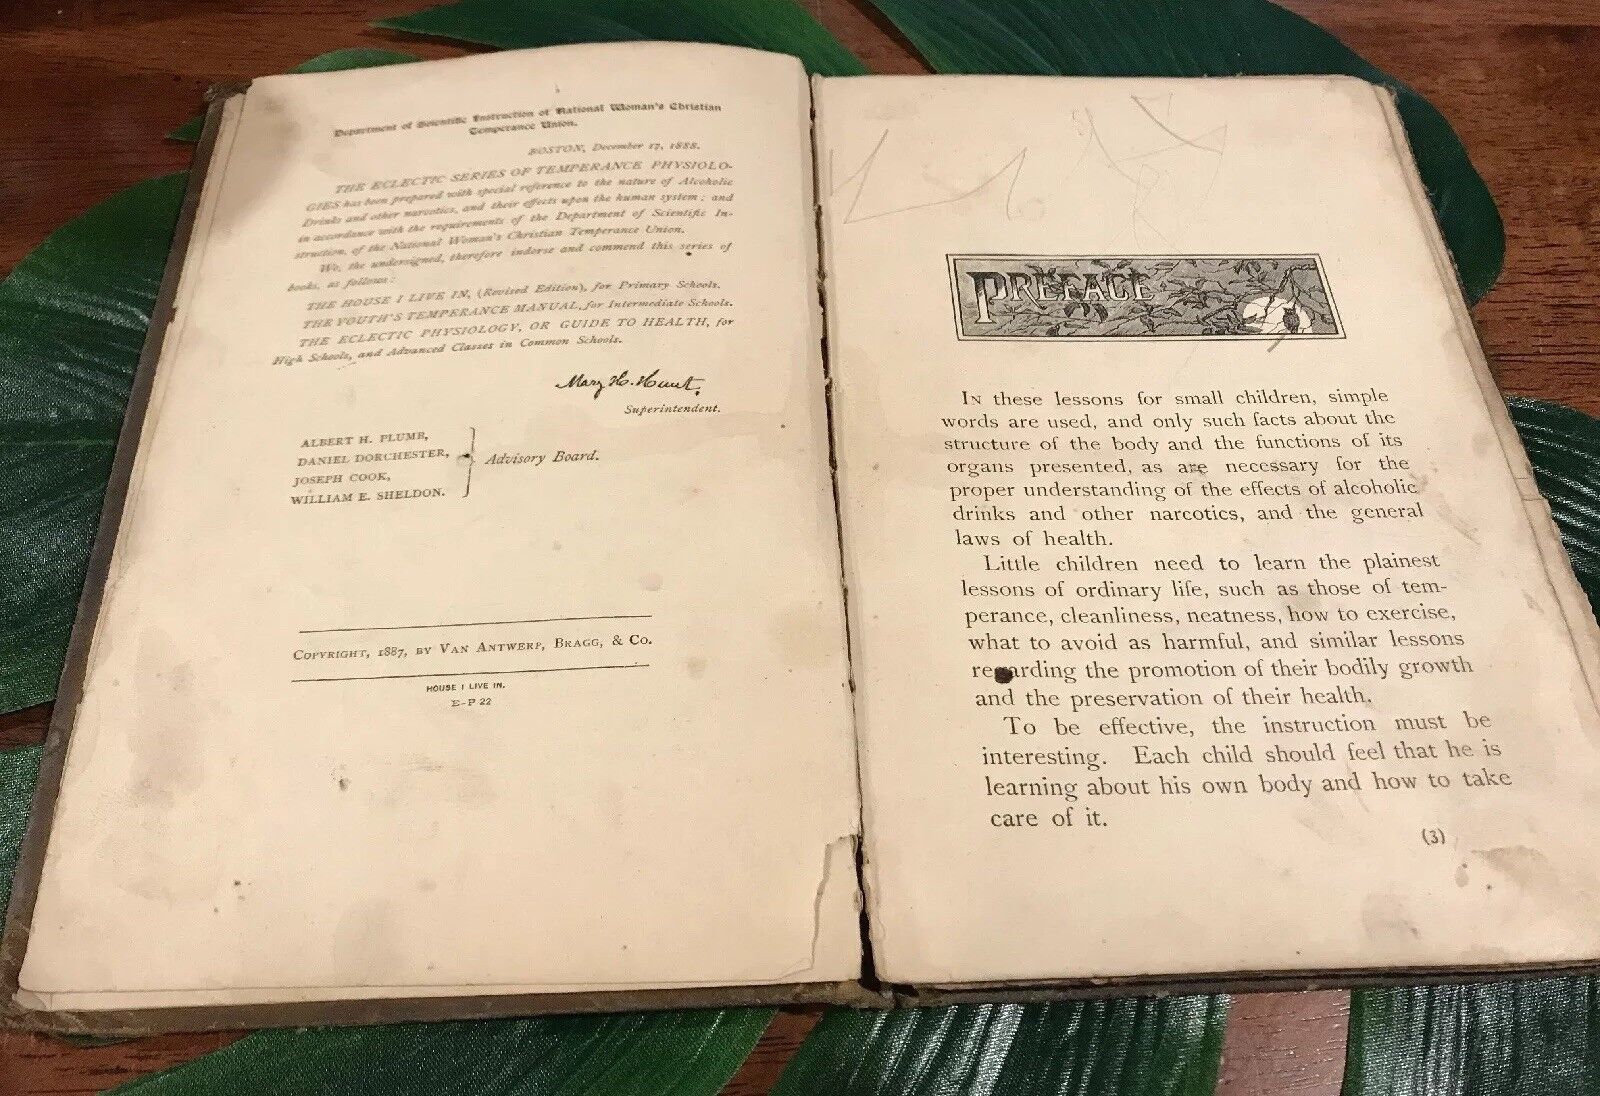 Department of Scientific Instruction of National Woman's Christian
Temperance Union.
BOSTON, December 17, 1888.
THE ECLECTIC SERIES OF TEMPERANCE PHYSIOLO-
GIES has been prepared with special reference to the nature of Alcoholic
Drinks and other narcotics, and their effects upon the human system; and
in accordance with the requirements of the Department of Scientific In-
struction, of the National Woman's Christian Temperance Union.
We, the undersigned, therefore indorse and commend this series of
books, as follows:
THE HOUSE I LIVE IN, (Revised Edition), for Primary Schools.
THE YOUTH'S TEMPERANCE MANUAL, for Intermediate Schools.
THE ECLECTIC PHYSIOLOGY, OR GUIDE TO HEALTH, for
High Schools, and Advanced Classes in Common Schools.
Mary H. Hunt.
Superintendent.
ALBERT H. PLUMB,
DANIEL DORCHESTER,
JOSEPH COOK,
WILLIAM E. SHELDON.
Advisory Board.
COPYRIGHT, 1887, BY VAN ANTWERP, BRAGG, & CO.
HOUSE I LIVE IN.
E-P 22
PREFACE
IN these lessons for small children, simple
words are used, and only such facts about the
structure of the body and the functions of its
organs presented, as are necessary for the
proper understanding of the effects of alcoholic
drinks and other narcotics, and the general
laws of health.
Little children need to learn the plainest
lessons of ordinary life, such as those of tem-
perance, cleanliness, neatness, how to exercise,
what to avoid as harmful, and similar lessons
regarding the promotion of their bodily growth
and the preservation of their health.
To be effective, the instruction must be
interesting. Each child should feel that he is
learning about his own body and how to take
care of it.
(3)